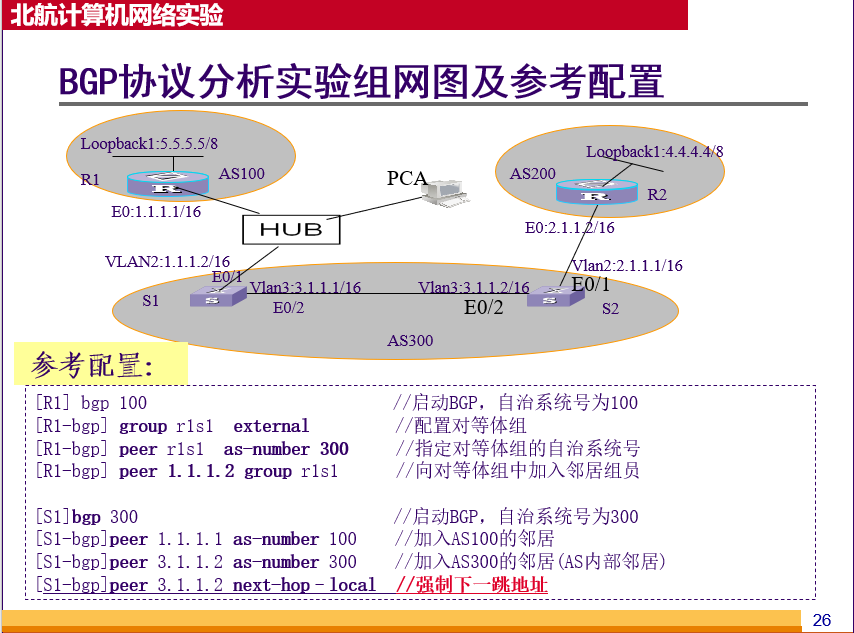 北航计算机网络实验
BGP协议分析实验组网图及参考配置
Loopback1:5.5.5.5/8
R1
AS100
R
E0:1.1.1.1/16
PCA
HUB
Loopback1:4.4.4.4/8
AS200
R
R2
E0:2.1.1.2/16
VLAN2:1.1.1.2/16
E0/1
Vlan2:2.1.1.1/16
E0/1
S1
S
Vlan3:3.1.1.1/16
E0/2
Vlan3:3.1.1.2/16
E0/2
S
S2
AS300
参考配置:
[R1] bgp 100 //启动BGP，自治系统号为100
[R1-bgp] group r1s1 external //配置对等体组
[R1-bgp] peer r1s1 as-number 300 //指定对等体组的自治系统号
[R1-bgp] peer 1.1.1.2 group r1s1 //向对等体组中加入邻居组员
[S1]bgp 300 //启动BGP，自治系统号为300
[S1-bgp]peer 1.1.1.1 as-number 100 //加入AS100的邻居
[S1-bgp]peer 3.1.1.2 as-number 300 //加入AS300的邻居(AS内部邻居)
[S1-bgp]peer 3.1.1.2 next-hop-local //强制下一跳地址
26